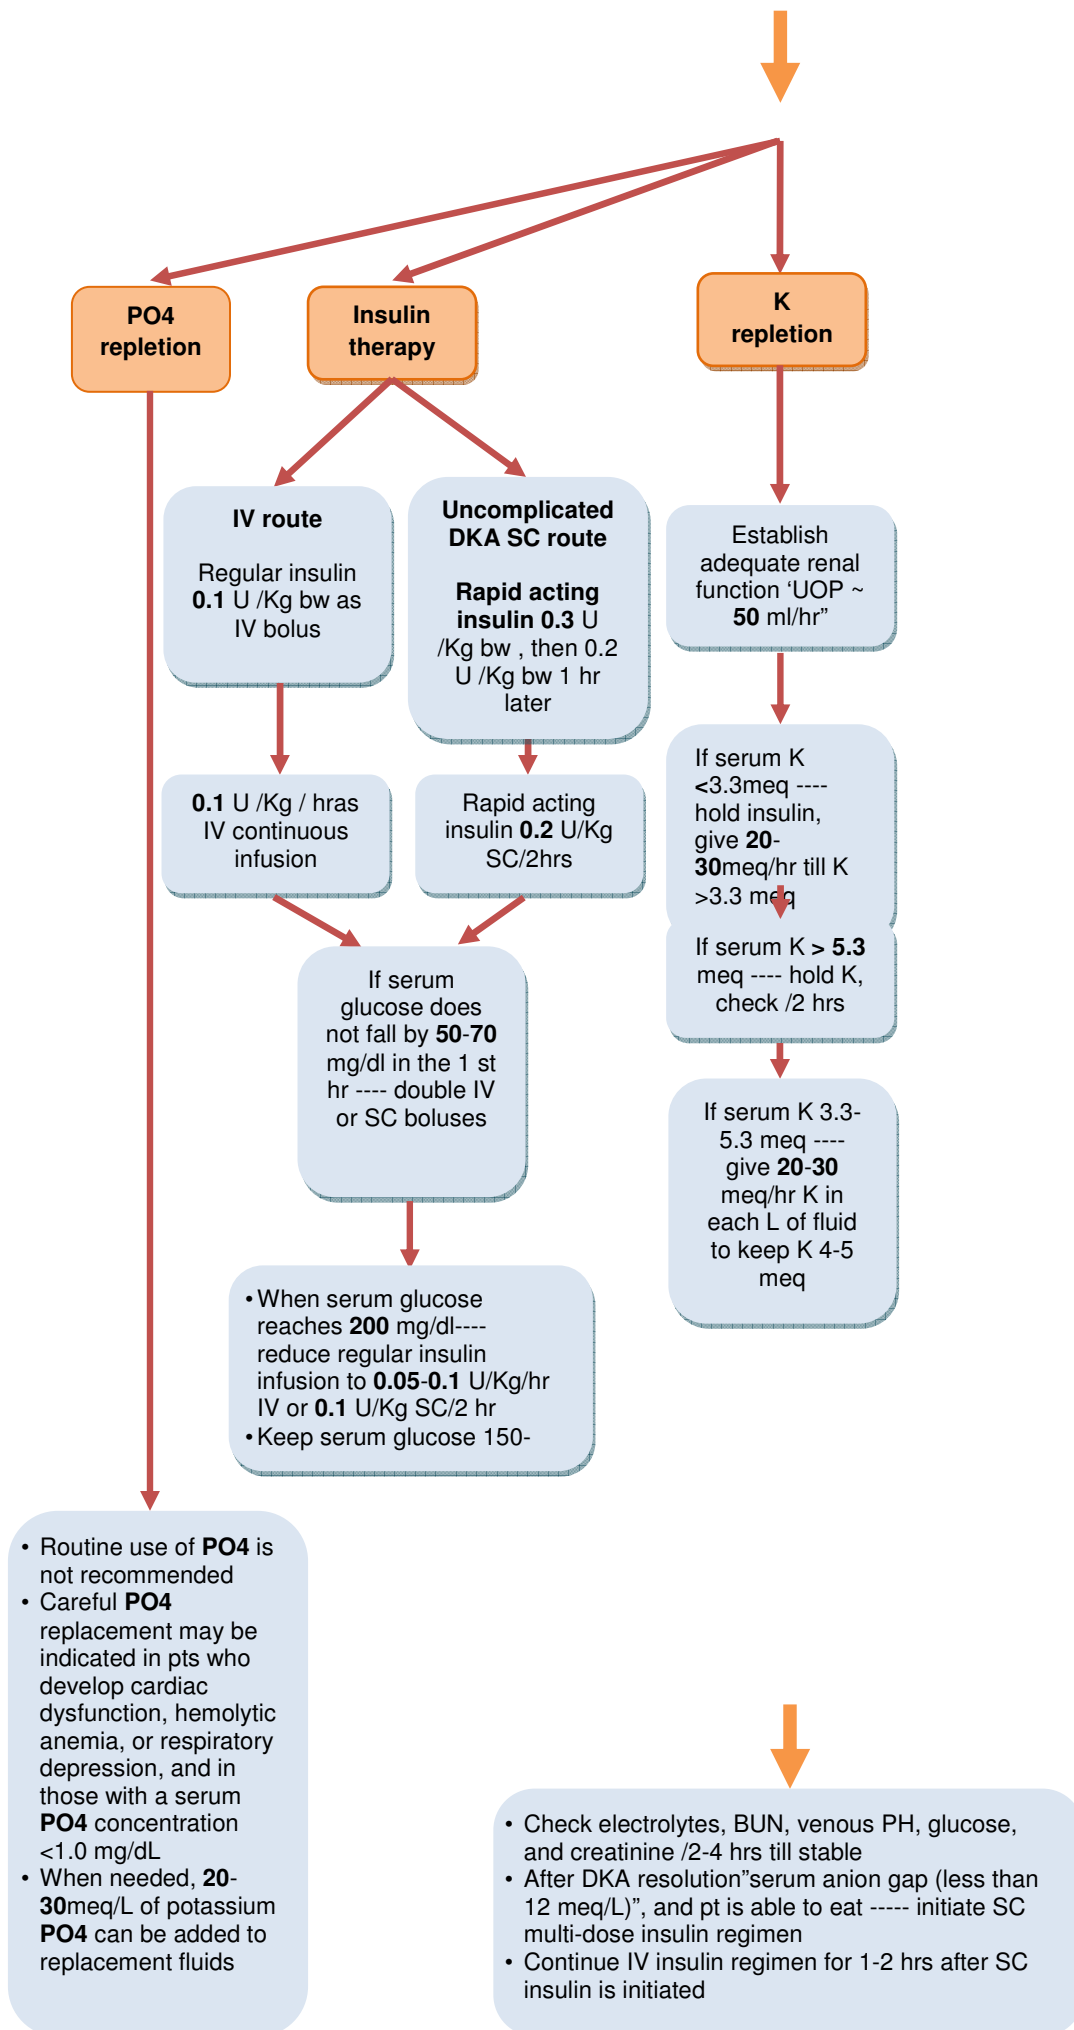 PO4
repletion
Insulin
therapy
K
repletion
IV route
Regular insulin
0.1 U /Kg bw as
IV bolus
Uncomplicated
DKA SC route
Rapid acting
insulin 0.3 U
/Kg bw , then 0.2
U /Kg bw 1 hr
later
Establish
adequate renal
function ‘UOP ~
50 ml/hr”
0.1 U /Kg / hras
IV continuous
infusion
Rapid acting
insulin 0.2 U/Kg
SC/2hrs
If serum K
<3.3meq ----
hold insulin,
give 20-
30meq/hr till K
>3.3 meq
If serum K > 5.3
meq ---- hold K,
check /2 hrs
If serum
glucose does
not fall by 50-70
mg/dl in the 1 st
hr ---- double IV
or SC boluses
If serum K 3.3-
5.3 meq ----
give 20-30
meq/hr K in
each L of fluid
to keep K 4-5
meq
• When serum glucose
reaches 200 mg/dl----
reduce regular insulin
infusion to 0.05-0.1 U/Kg/hr
IV or 0.1 U/Kg SC/2 hr
• Keep serum glucose 150-
• Routine use of PO4 is
not recommended
• Careful PO4
replacement may be
indicated in pts who
develop cardiac
dysfunction, hemolytic
anemia, or respiratory
depression, and in
those with a serum
PO4 concentration
<1.0 mg/dL
• When needed, 20-
30meq/L of potassium
PO4 can be added to
replacement fluids
• Check electrolytes, BUN, venous PH, glucose,
and creatinine /2-4 hrs till stable
• After DKA resolution”serum anion gap (less than
12 meq/L)”, and pt is able to eat ----- initiate SC
multi-dose insulin regimen
• Continue IV insulin regimen for 1-2 hrs after SC
insulin is initiated